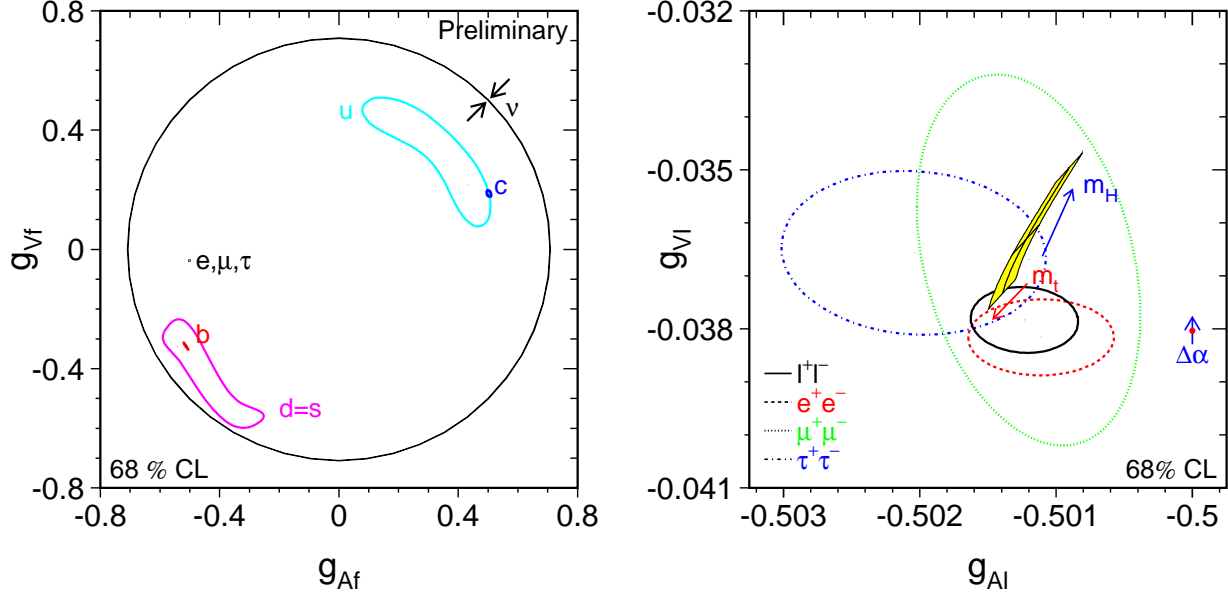 Preliminary
0.8
0.4
0
-0.4
-0.8
g_Vf
u
ν
c
e,μ,τ
b
d=s
68 % CL
-0.8
-0.4
0
0.4
0.8
g_Af
-0.032
-0.035
-0.038
-0.041
g_Vl
m_H
m_t
Δα
l⁺l⁻
e⁺e⁻
μ⁺μ⁻
τ⁺τ⁻
68% CL
-0.503
-0.502
-0.501
-0.5
g_Al